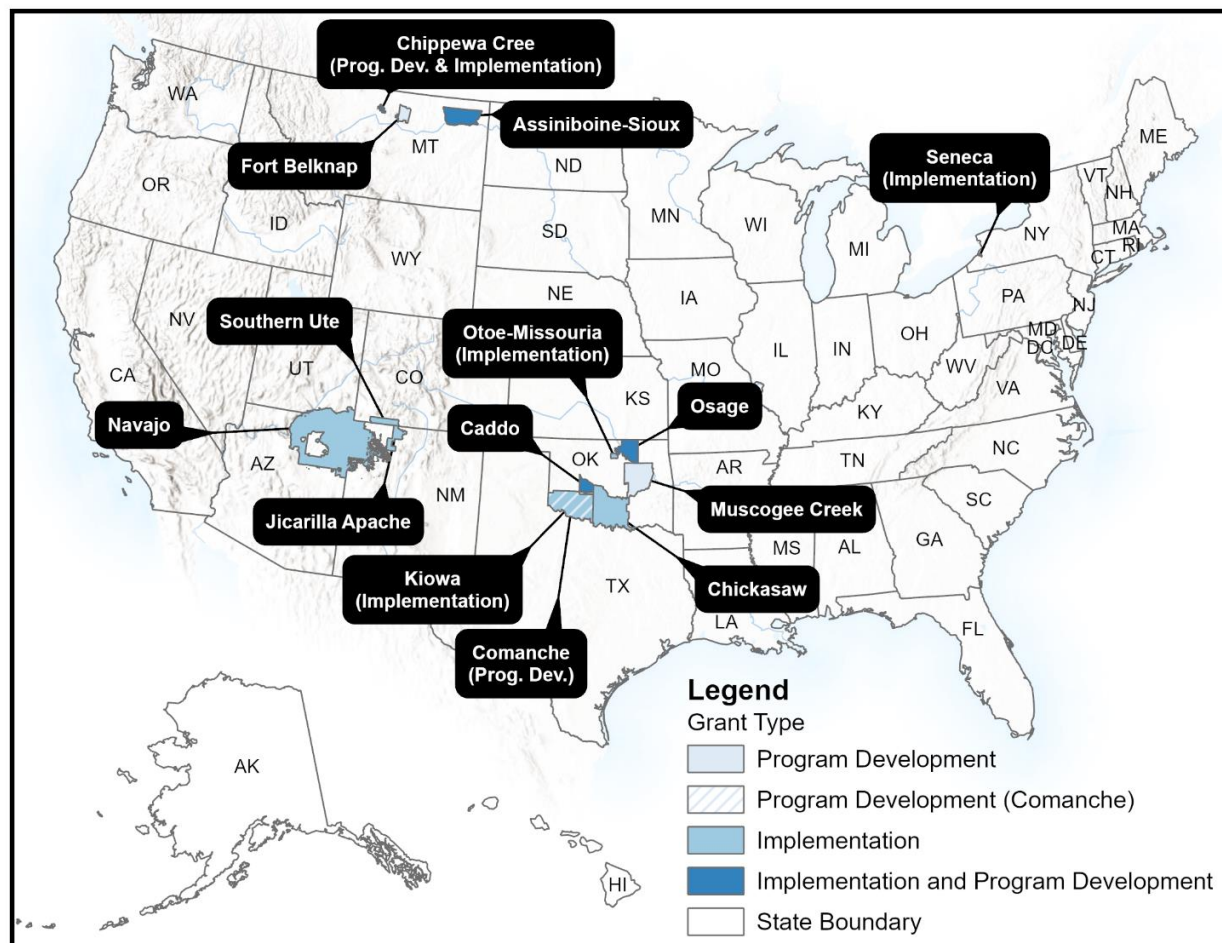 Chippewa Cree
(Prog. Dev. & Implementation)
WA
Assiniboine-Sioux
MT
Fort Belknap
ND
ME
Seneca
(Implementation)
VT
NH
OR
ID
MN
SD
WI
MI
NY
MA
RI
CT
WY
IA
NE
PA
NJ
NV
Southern Ute
Otoe-Missouria
(Implementation)
OH
IL
IN
MD
DC
DE
UT
CO
MO
WV
VA
CA
KS
KY
Navajo
Caddo
Osage
NC
AZ
OK
AR
TN
NM
SC
Jicarilla Apache
Muscogee Creek
MS
AL
GA
Kiowa
(Implementation)
TX
Chickasaw
LA
FL
Comanche
(Prog. Dev.)
Legend
Grant Type
Program Development
AK
Program Development (Comanche)
Implementation
HI
Implementation and Program Development
State Boundary